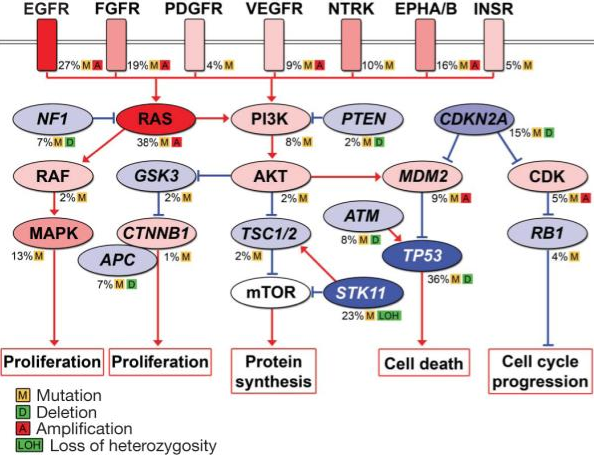 EGFR FGFR PDGFR VEGFR NTRK EPHA/B INSR
27% M A 19% M A 4% M 9% M A 10% M 16% M A 5% M
NF1 RAS PI3K PTEN CDKN2A
7% M D 38% M A 8% M 2% M D 15% M D
RAF GSK3 AKT MDM2 CDK
2% M 2% M 2% M 9% M A 5% M A
MAPK CTNNB1 TSC1/2 ATM RB1
13% M 1% M 2% M 8% M D 4% M
APC TP53
7% M D 36% M D
mTOR STK11
23% M LOH
Proliferation Proliferation Protein Cell death Cell cycle
synthesis progression
M Mutation
D Deletion
A Amplification
LOH Loss of heterozygosity